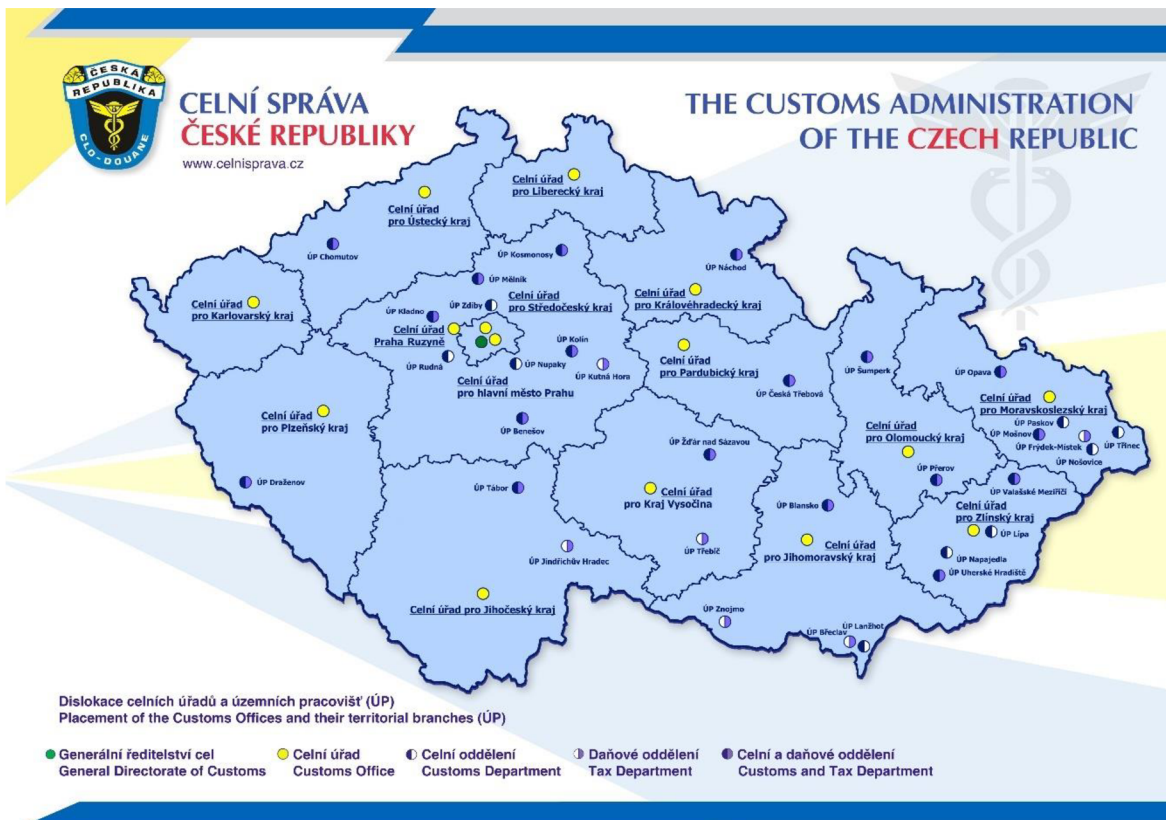 ČESKÁ
REPUBLIKA
CLO-DOUANE
CELNÍ SPRÁVA
ČESKÉ REPUBLIKY
www.celnisprava.cz
THE CUSTOMS ADMINISTRATION
OF THE CZECH REPUBLIC
Celní úřad
pro Liberecký kraj
Celní úřad
pro Ústecký kraj
ÚP Chomutov
ÚP Kosmonosy
ÚP Mělník
ÚP Náchod
Celní úřad
pro Karlovarský kraj
ÚP Zdiby
Celní úřad
pro Středočeský kraj
Celní úřad
pro Královéhradecký kraj
ÚP Kladno
Celní úřad
Praha Ruzyně
ÚP Rudná
ÚP Kolín
ÚP Nupaky
ÚP Kutná Hora
Celní úřad
pro hlavní město Prahu
Celní úřad
pro Pardubický kraj
ÚP Česká Třebová
ÚP Šumperk
ÚP Opava
Celní úřad
pro Moravskoslezský kraj
ÚP Paskov
ÚP Mošnov
ÚP Třinec
ÚP Frýdek-Místek
ÚP Nošovice
Celní úřad
pro Plzeňský kraj
ÚP Benešov
ÚP Žďár nad Sázavou
Celní úřad
pro Olomoucký kraj
ÚP Přerov
ÚP Draženov
ÚP Tábor
Celní úřad
pro Kraj Vysočina
ÚP Blansko
ÚP Valašské Meziříčí
Celní úřad
pro Zlínský kraj
ÚP Lípa
ÚP Napajedla
ÚP Uherské Hradiště
ÚP Jindřichův Hradec
ÚP Třebíč
Celní úřad
pro Jihomoravský kraj
Celní úřad pro Jihočeský kraj
ÚP Znojmo
ÚP Lanžhot
ÚP Břeclav
Dislokace celních úřadů a územních pracovišť (ÚP)
Placement of the Customs Offices and their territorial branches (ÚP)
Generální ředitelství cel
General Directorate of Customs
Celní úřad
Customs Office
Celní oddělení
Customs Department
Daňové oddělení
Tax Department
Celní a daňové oddělení
Customs and Tax Department